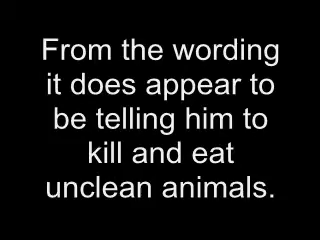 From the wording
it does appear to
be telling him to
kill and eat
unclean animals.